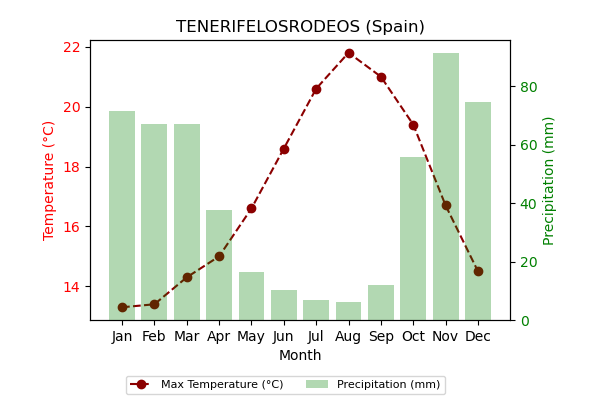 TENERIFELOSRODEOS (Spain)
22
20
18
16
14
Temperature (°C)
80
60
40
20
0
Precipitation (mm)
Jan Feb Mar Apr May Jun Jul Aug Sep Oct Nov Dec
Month
Max Temperature (°C) Precipitation (mm)